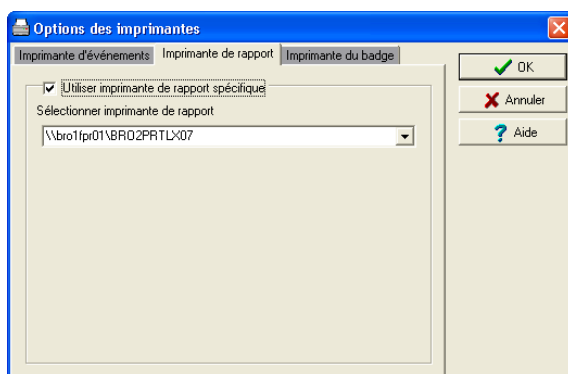 Options des imprimantes
Imprimante d'événements
Imprimante de rapport
Imprimante du badge
Utiliser imprimante de rapport spécifique
Sélectionner imprimante de rapport
\\bro1fpr01\BRO2PRTLX07
OK
Annuler
? Aide